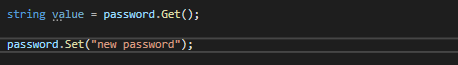 string value = password.Get();
password.Set("new password");